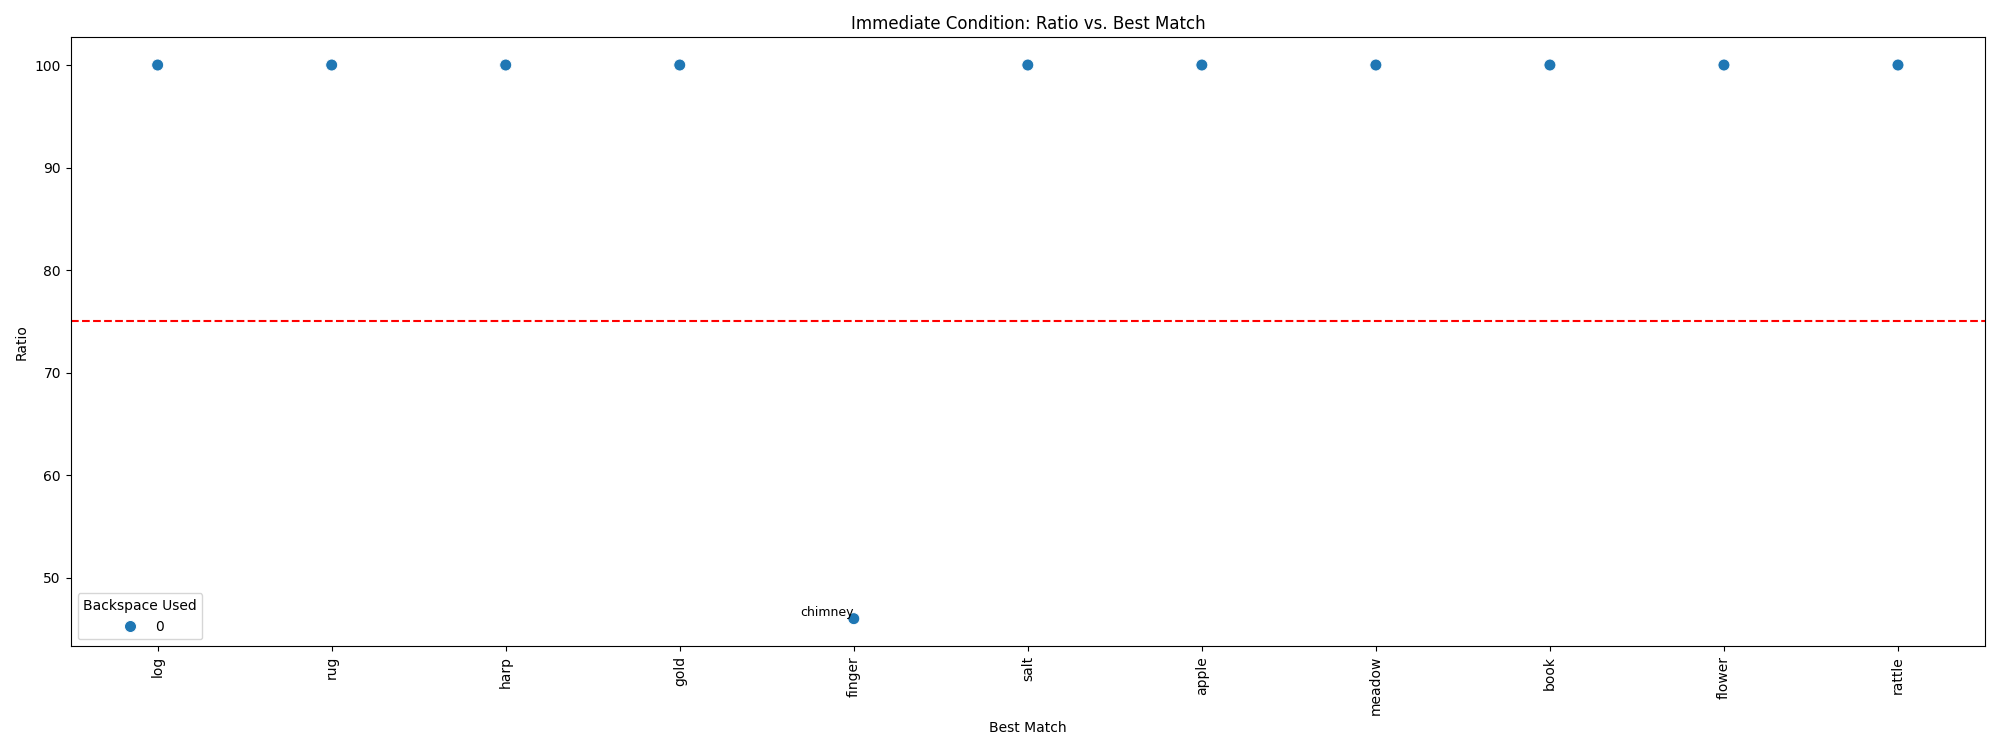 Immediate Condition: Ratio vs. Best Match
100
90
80
70
60
50
Ratio
chimney
Backspace Used
0
log
rug
harp
gold
finger
salt
apple
meadow
book
flower
rattle
Best Match